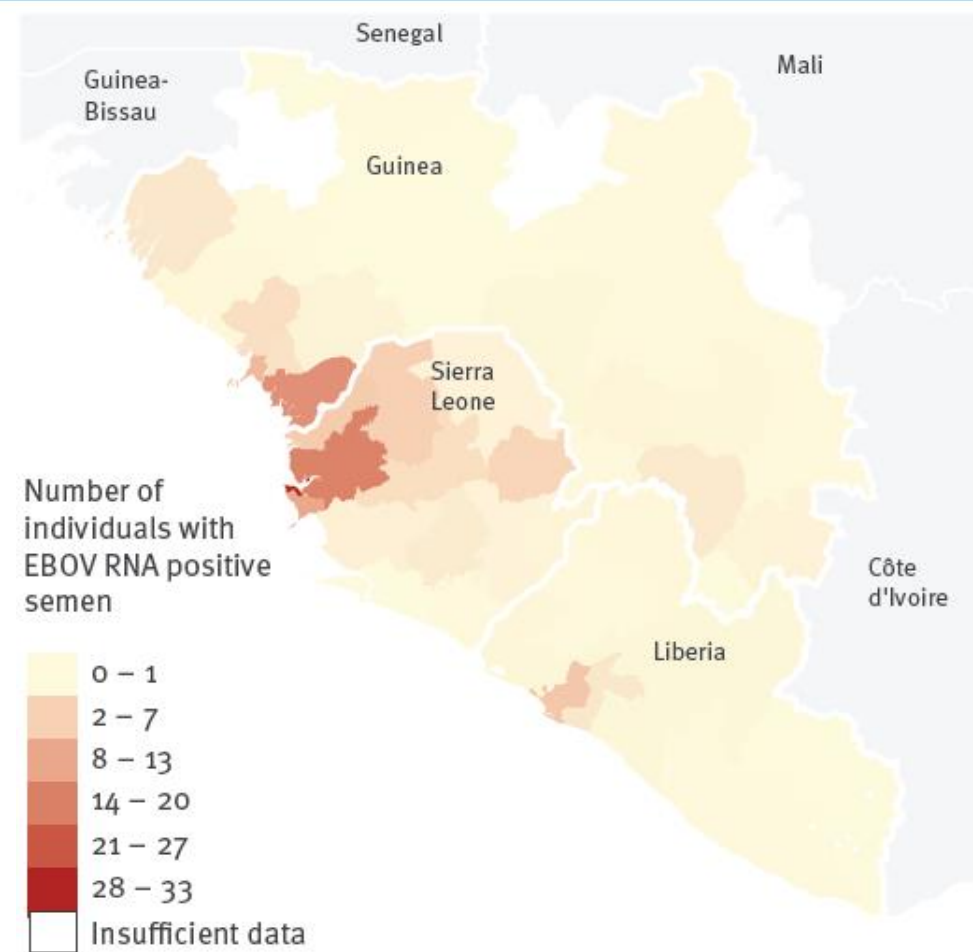 Senegal
Mali
Guinea-
Bissau
Guinea
Sierra
Leone
Number of
individuals with
EBOV RNA positive
semen
Côte
d'Ivoire
Liberia
0 – 1
2 – 7
8 – 13
14 – 20
21 – 27
28 – 33
Insufficient data